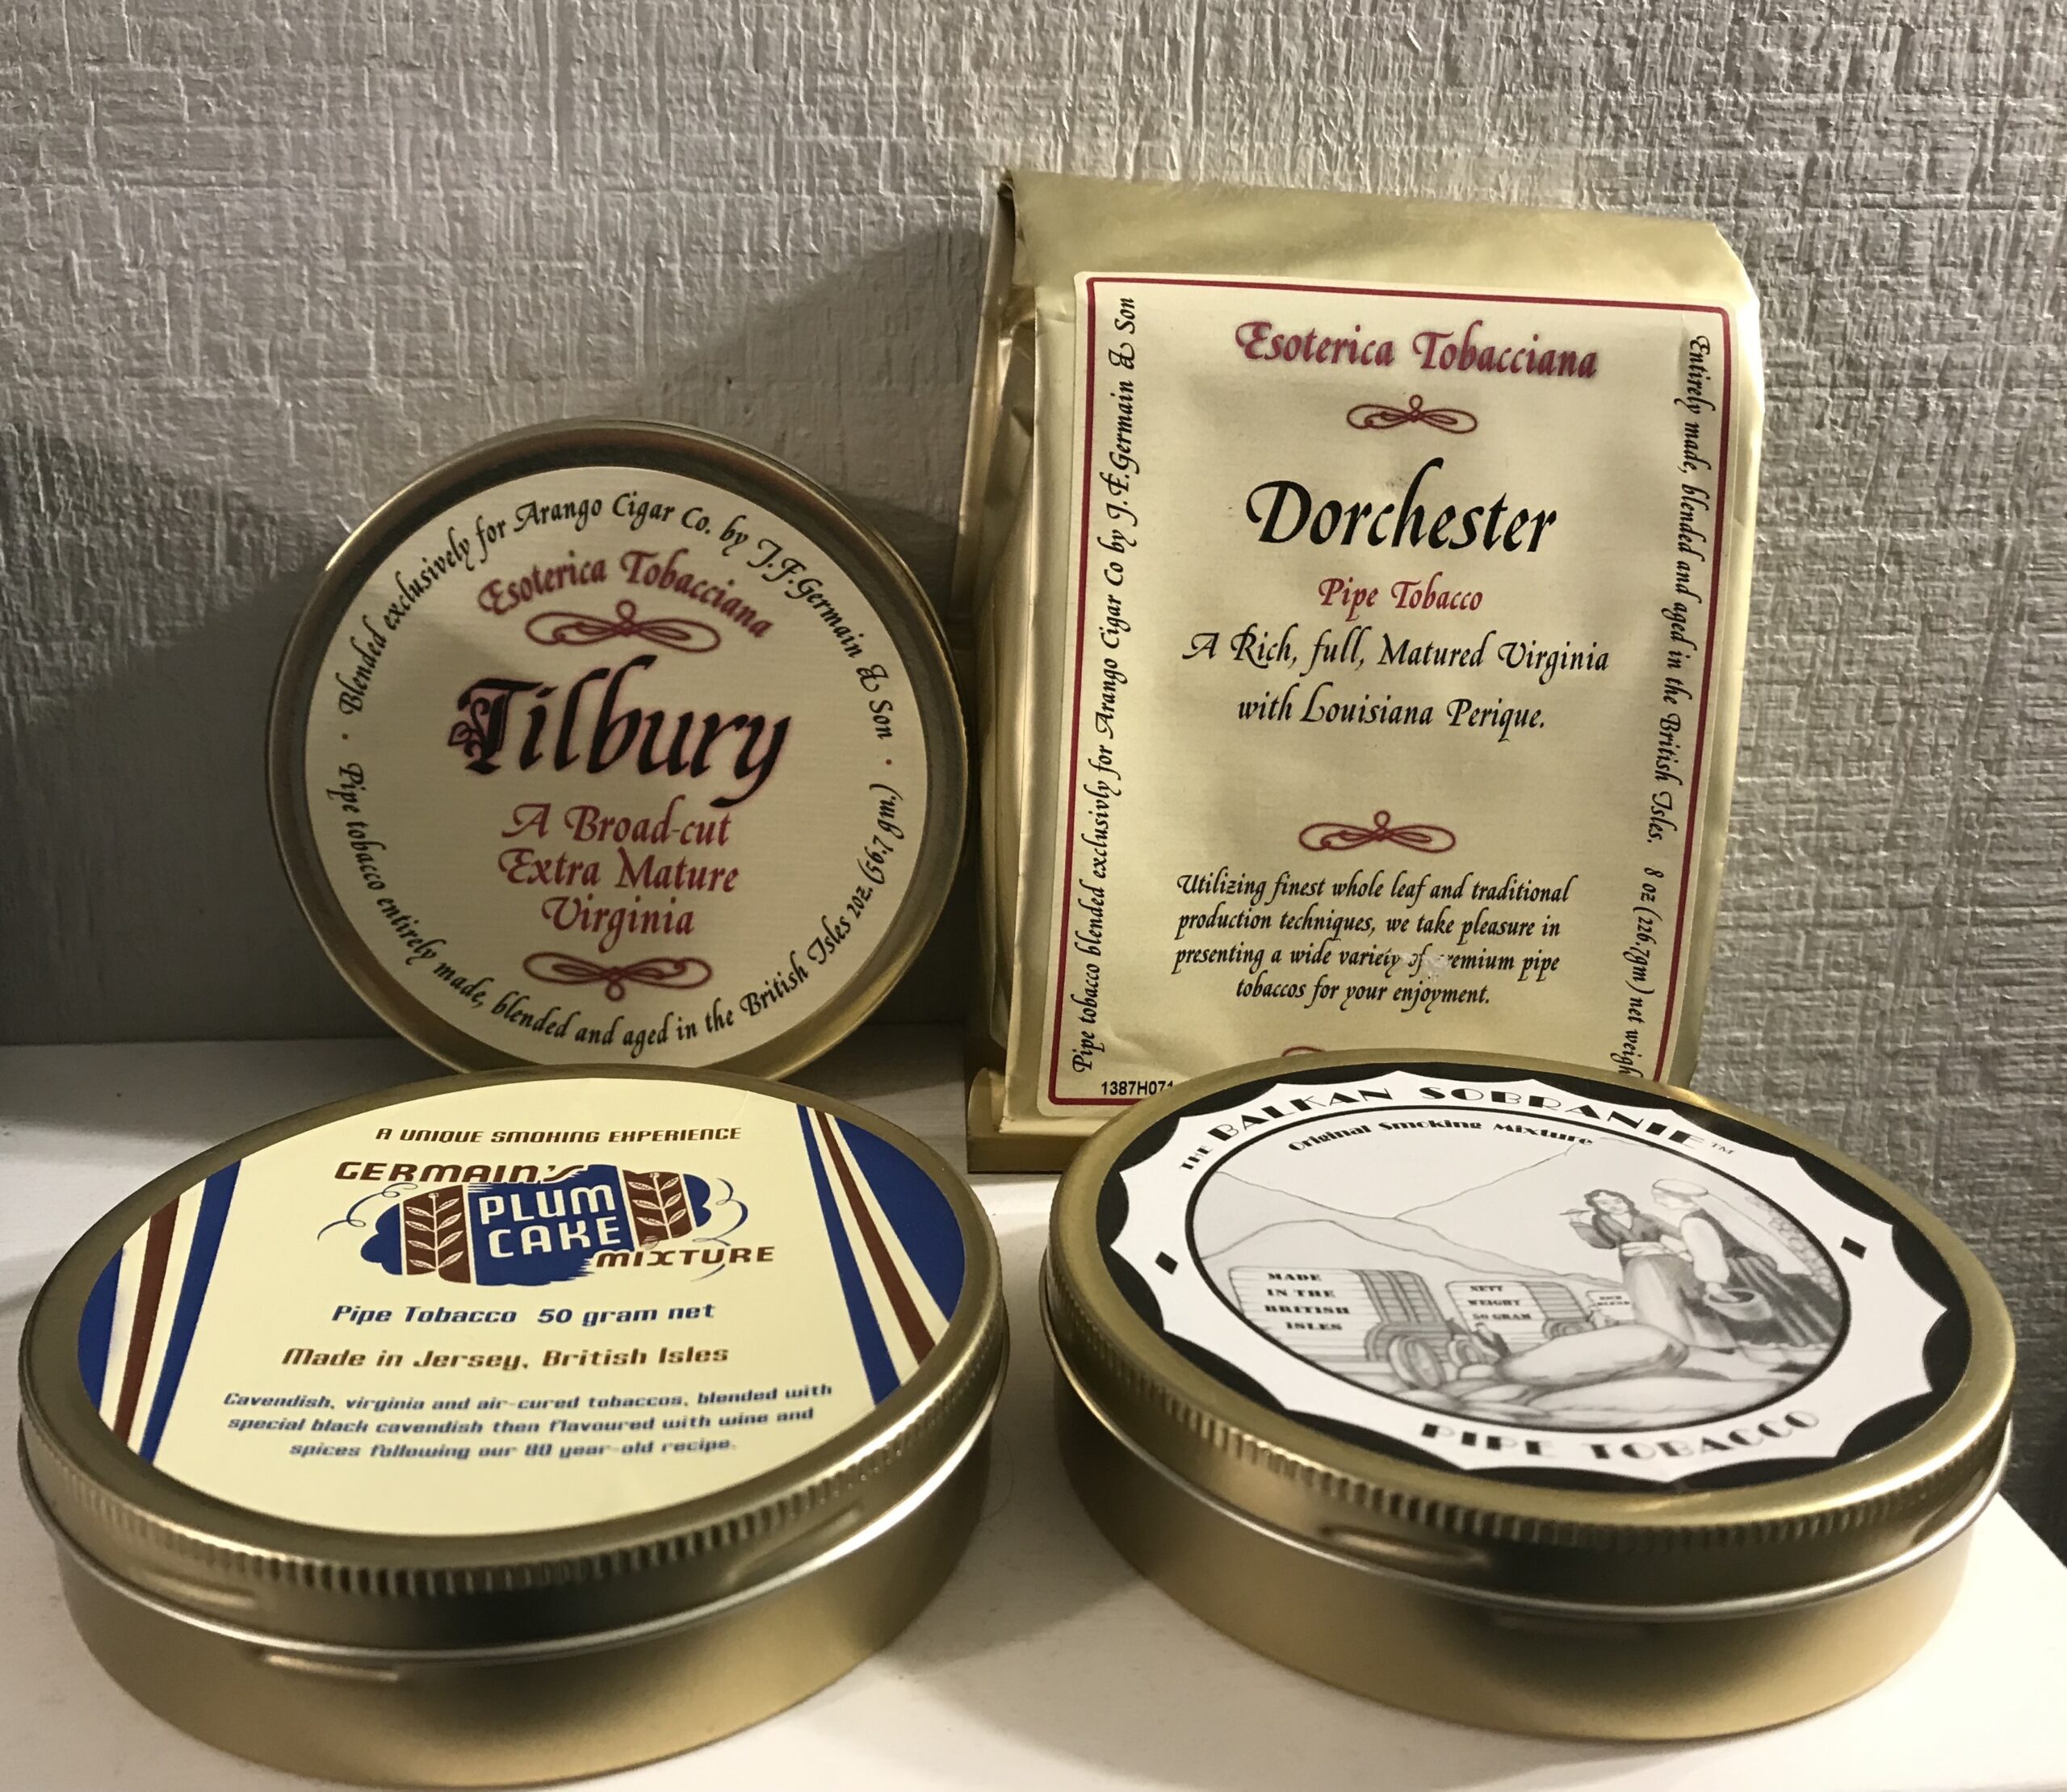 Blended exclusively for Arango Cigar Co. by J.F.Germain & Son
Esoterica Tobacciana
Tilbury
A Broad-cut
Extra Mature
Virginia
Pipe tobacco entirely made, blended and aged in the British Isles 2oz (56.7 gm.)
Pipe tobacco blended exclusivly for Arango Cigar Co by J.F.Germain & Son
Esoterica Tobacciana
Dorchester
Pipe Tobacco
A Rich, full, Matured Virginia
with Louisiana Perique.
Utilizing finest whole leaf and traditional
production techniques, we take pleasure in
presenting a wide variety of remium pipe
tobaccos for your enjoyment.
Entirely made, blended and aged in the British Isles. 8 oz (226.7gm) net weigh
1387H071
A UNIQUE SMOKING EXPERIENCE
GERMAIN'S
PLUM
CAKE
MIXTURE
Pipe Tobacco 50 gram net
Made in Jersey, British Isles
Cavendish, virginia and air-cured tobaccos, blended with
special black cavendish then flavoured with wine and
spices following our 80 year-old recipe.
THE BALKAN SOBRANIE™
Original Smoking Mixture
MADE
IN THE
BRITISH
ISLES
NETT
WEIGHT
50 GRAM
PIPE TOBACCO